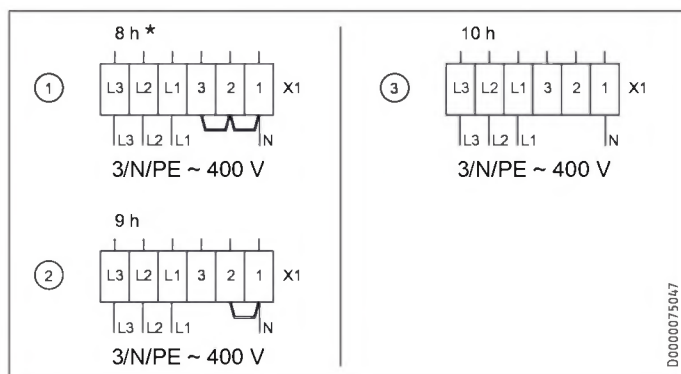 8 h *
1
L3 L2 L1 3 2 1 X1
L3 L2 L1 N
3/N/PE ~ 400 V
9 h
2
L3 L2 L1 3 2 1 X1
L3 L2 L1 N
3/N/PE ~ 400 V
10 h
3
L3 L2 L1 3 2 1 X1
L3 L2 L1 N
3/N/PE ~ 400 V
D0000075047